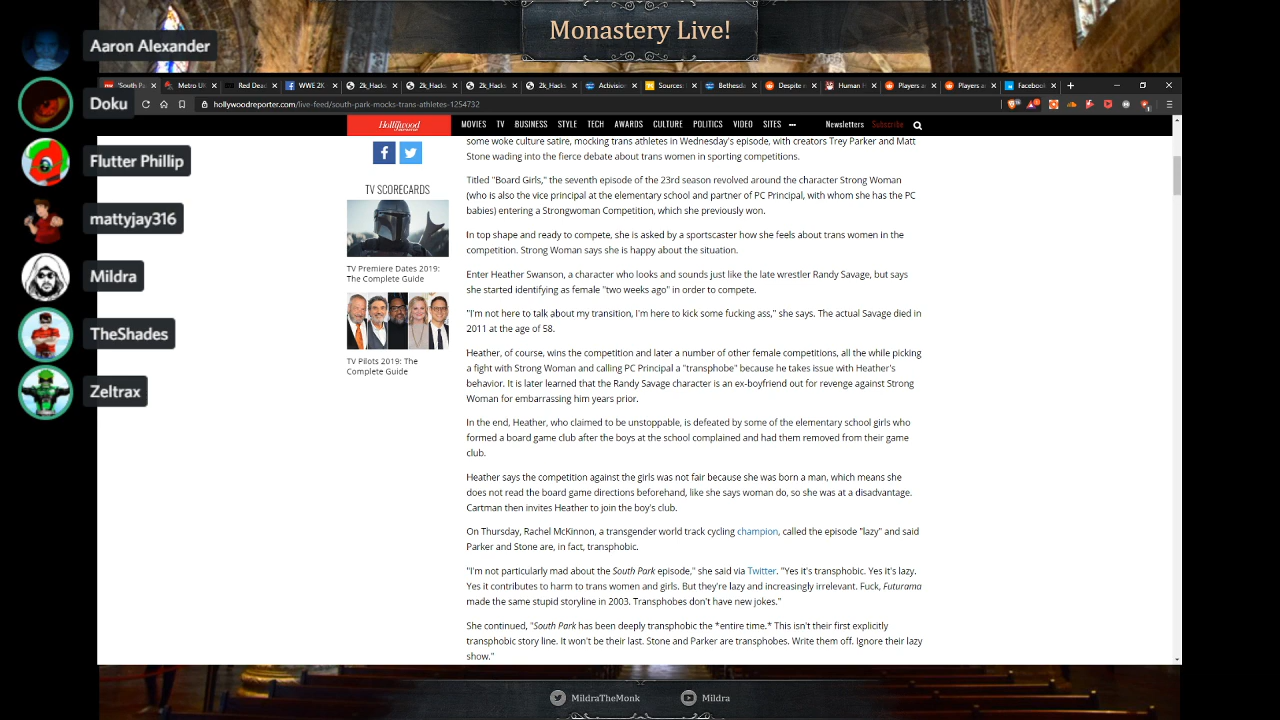 Monastery Live!
Aaron Alexander
Doku
Flutter Phillip
mattyjay316
Mildra
TheShades
Zeltrax
"South Pa
Metro UI
Red Dead
WWE 2K
2k_Hacks
2k_Hacks
2k_Hacks
2k_Hacks
Activision
Sources:
Bethesda
Despite
Human H
Players a
Players a
Facebook
hollywoodreporter.com/live-feed/south-park-mocks-trans-athletes-1254732
Hollywood
MOVIES TV BUSINESS STYLE TECH AWARDS CULTURE POLITICS VIDEO SITES ••• Newsletters Subscribe
TV SCORECARDS
TV Premiere Dates 2019:
The Complete Guide
TV Pilots 2019: The
Complete Guide
some woke culture satire, mocking trans athletes in Wednesday's episode, with creators Trey Parker and Matt
Stone wading into the fierce debate about trans women in sporting competitions.
Titled "Board Girls," the seventh episode of the 23rd season revolved around the character Strong Woman
(who is also the vice principal at the elementary school and partner of PC Principal, with whom she has the PC
babies) entering a Strongwoman Competition, which she previously won.
In top shape and ready to compete, she is asked by a sportscaster how she feels about trans women in the
competition. Strong Woman says she is happy about the situation.
Enter Heather Swanson, a character who looks and sounds just like the late wrestler Randy Savage, but says
she started identifying as female "two weeks ago" in order to compete.
"I'm not here to talk about my transition, I'm here to kick some fucking ass," she says. The actual Savage died in
2011 at the age of 58.
Heather, of course, wins the competition and later a number of other female competitions, all the while picking
a fight with Strong Woman and calling PC Principal a "transphobe" because he takes issue with Heather's
behavior. It is later learned that the Randy Savage character is an ex-boyfriend out for revenge against Strong
Woman for embarrassing him years prior.
In the end, Heather, who claimed to be unstoppable, is defeated by some of the elementary school girls who
formed a board game club after the boys at the school complained and had them removed from their game
club.
Heather says the competition against the girls was not fair because she was born a man, which means she
does not read the board game directions beforehand, like she says woman do, so she was at a disadvantage.
Cartman then invites Heather to join the boy's club.
On Thursday, Rachel McKinnon, a transgender world track cycling champion, called the episode "lazy" and said
Parker and Stone are, in fact, transphobic.
"I'm not particularly mad about the South Park episode," she said via Twitter. "Yes it's transphobic. Yes it's lazy.
Yes it contributes to harm to trans women and girls. But they're lazy and increasingly irrelevant. Fuck, Futurama
made the same stupid storyline in 2003. Transphobes don't have new jokes."
She continued, "South Park has been deeply transphobic the *entire time.* This isn't their first explicitly
transphobic story line. It won't be their last. Stone and Parker are transphobes. Write them off. Ignore their lazy
show."
MildraTheMonk
Mildra